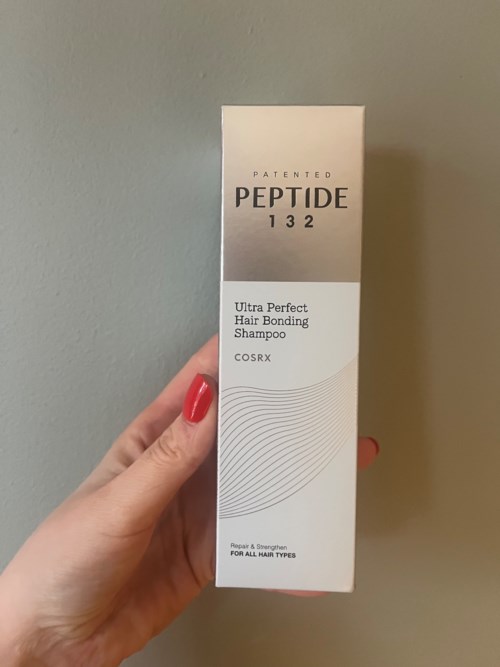 PATENTED
PEPTIDE
132
Ultra Perfect
Hair Bonding
Shampoo
COSRX
Repair & Strengthen
FOR ALL HAIR TYPES